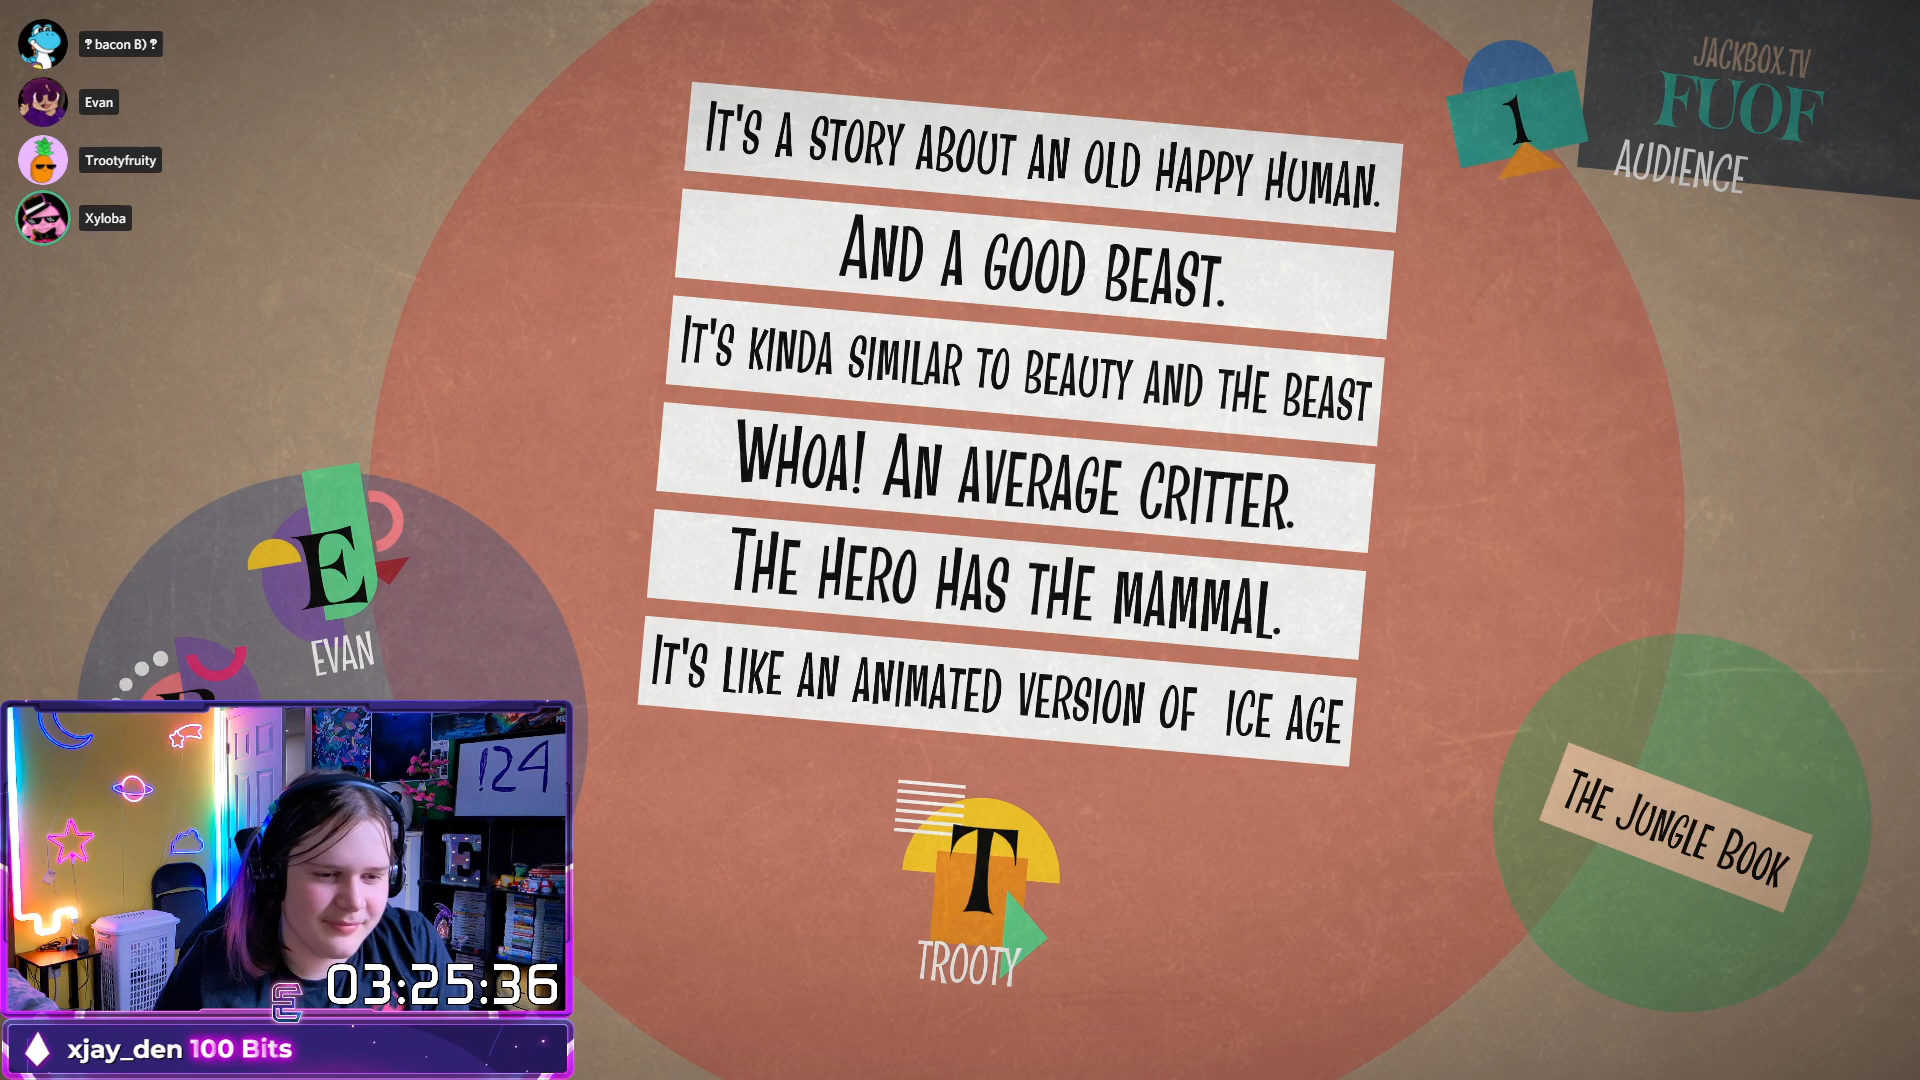 ? bacon B) ?
Evan
Trootyfruity
Xyloba
JACKBOX.TV
FUOF
AUDIENCE
1
IT'S A STORY ABOUT AN OLD HAPPY HUMAN.
AND A GOOD BEAST.
IT'S KINDA SIMILAR TO BEAUTY AND THE BEAST
WHOA! AN AVERAGE CRITTER.
THE HERO HAS THE MAMMAL.
IT'S LIKE AN ANIMATED VERSION OF ICE AGE
E
EVAN
T
TROOTY
THE JUNGLE BOOK
!24
E
03:25:36
E
xjay_den 100 Bits